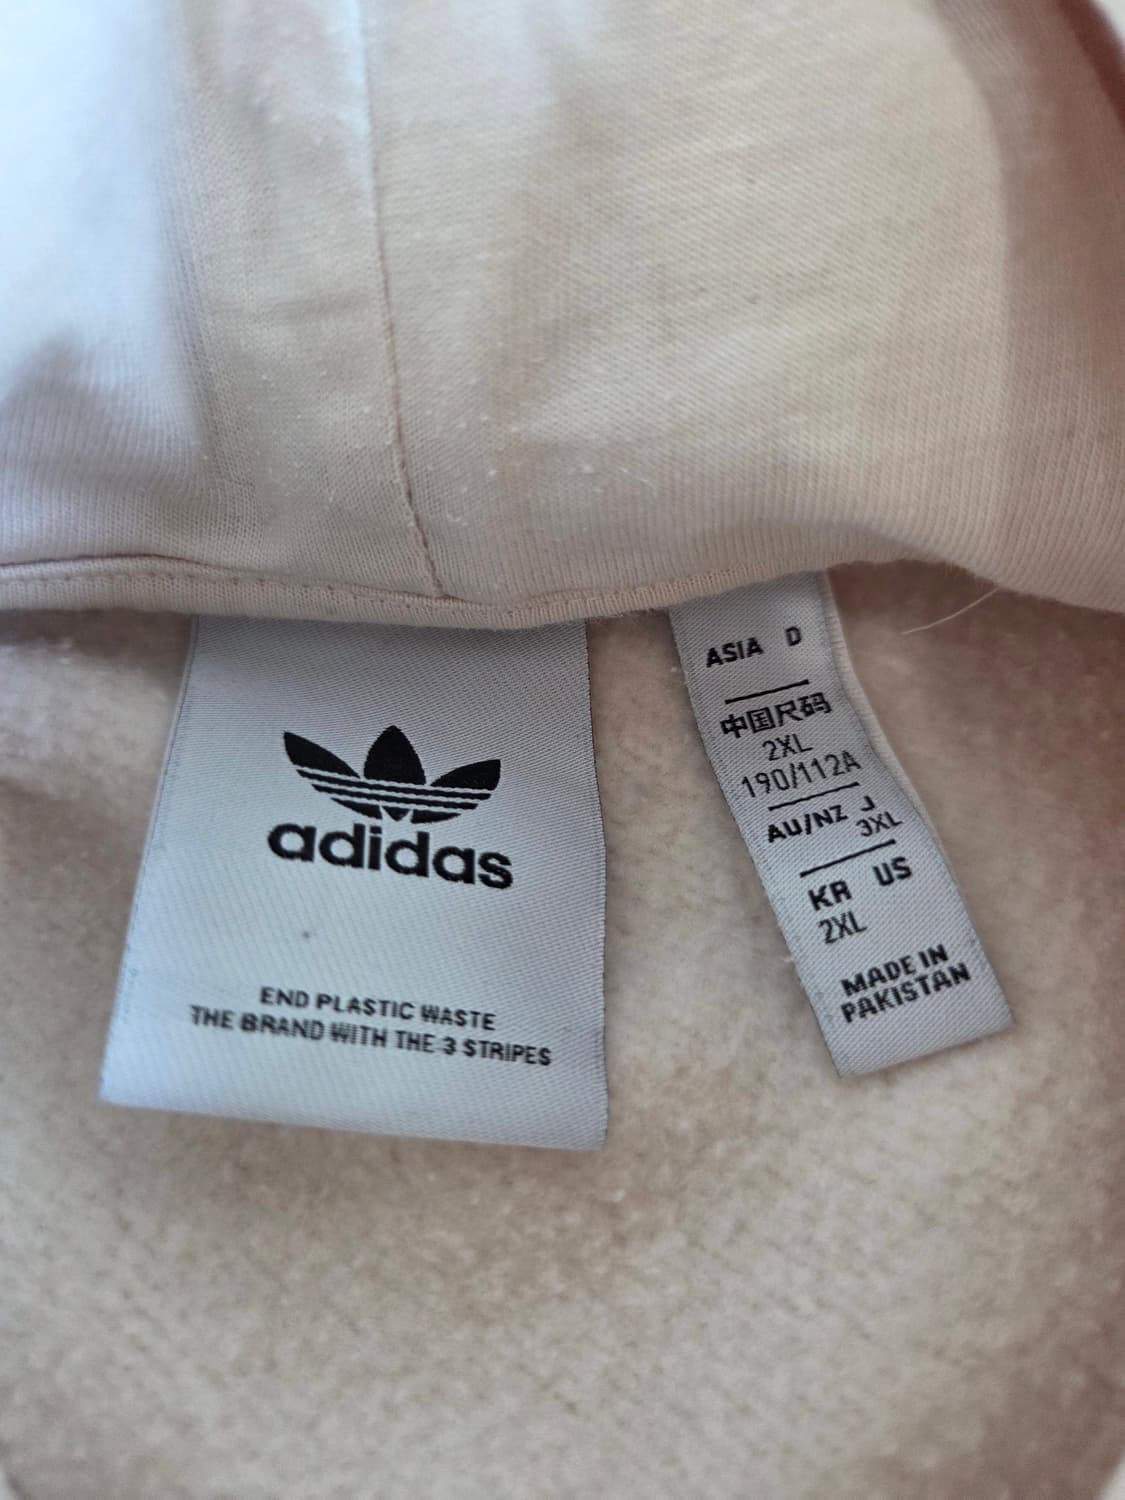 adidas
END PLASTIC WASTE
THE BRAND WITH THE 3 STRIPES
ASIA D
中国尺码
2XL
190/112A
AU/NZ J
3XL
KR US
2XL
MADE IN
PAKISTAN